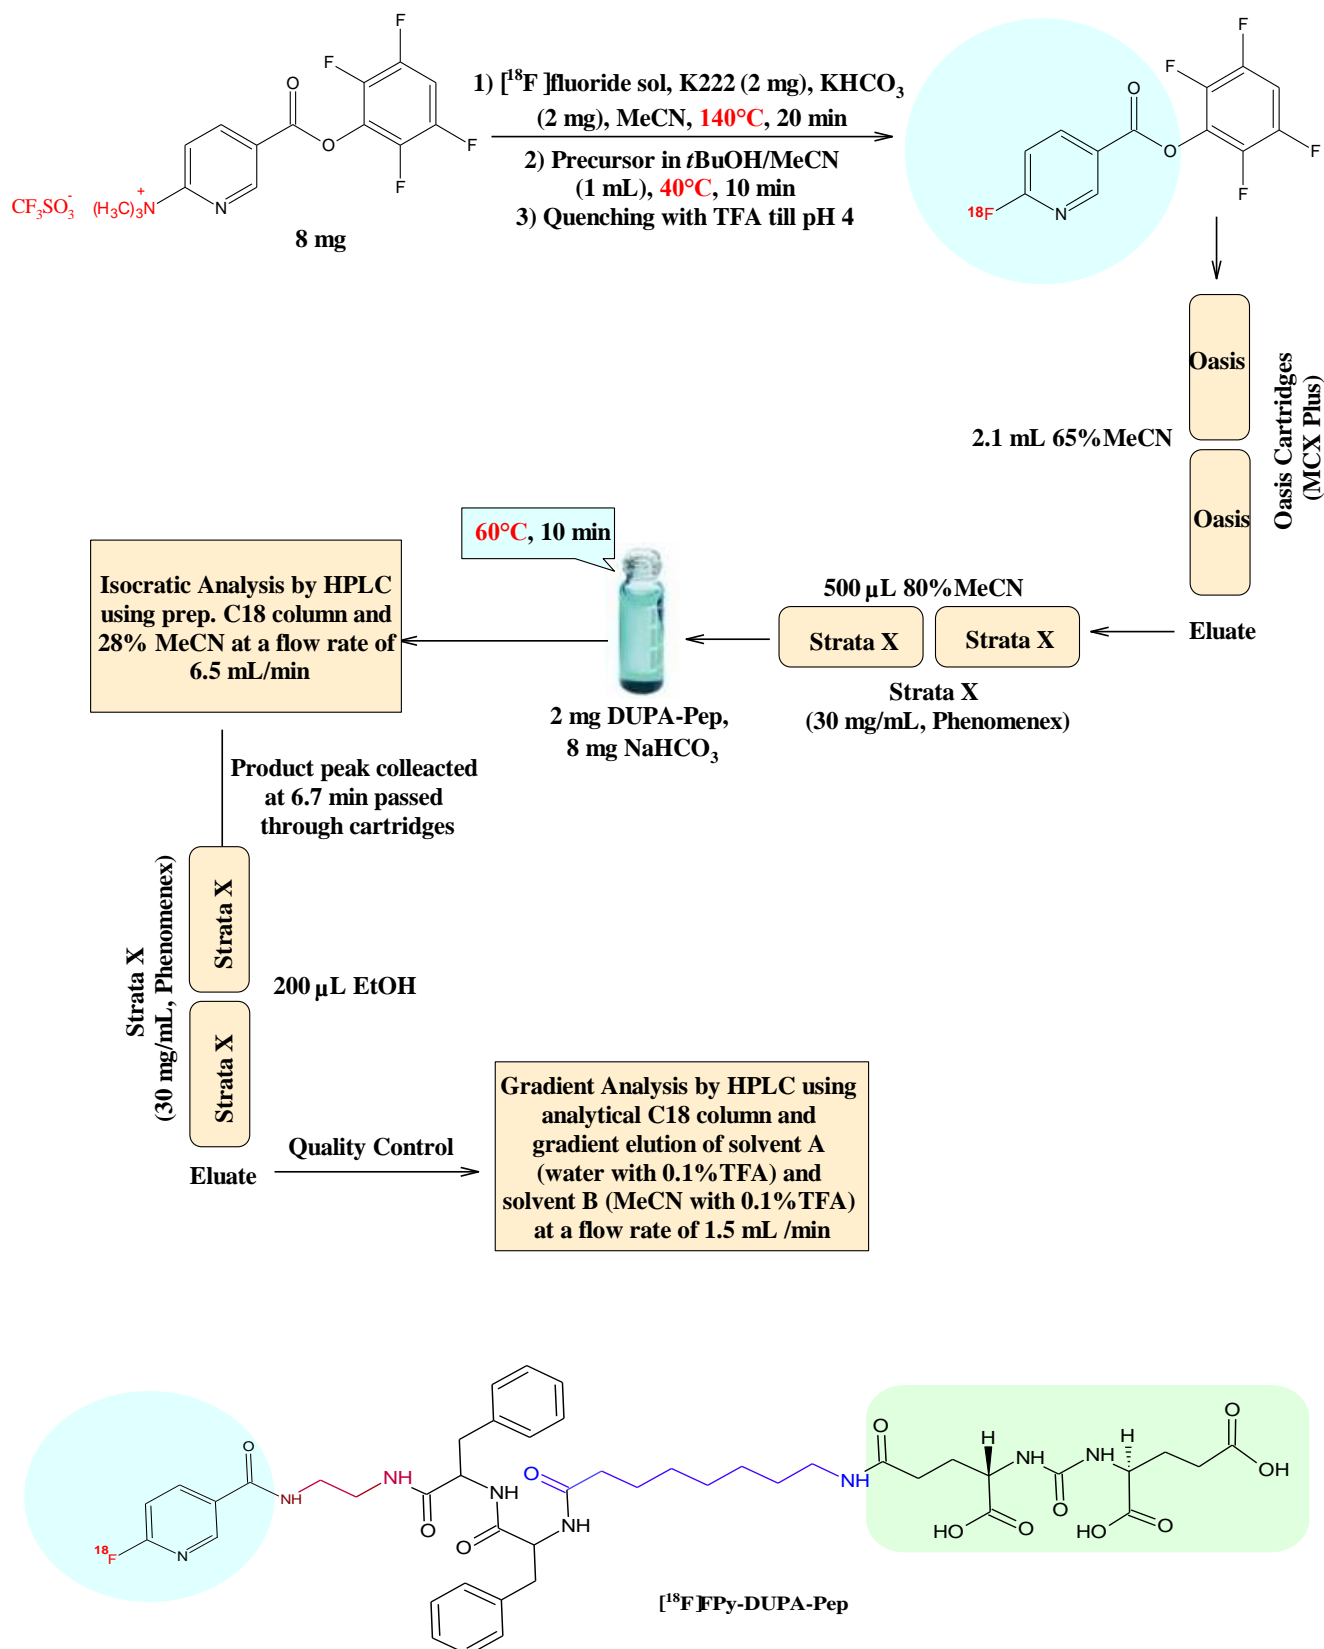 1) [¹⁸F]fluoride sol, K222 (2 mg), KHCO₃
(2 mg), MeCN, 140°C, 20 min
2) Precursor in tBuOH/MeCN
(1 mL), 40°C, 10 min
3) Quenching with TFA till pH 4
F
F
O
O
F
F
N
CF₃SO₃⁻ (H₃C)₃N⁺
8 mg
F
F
O
O
F
F
¹⁸F
N
Oasis
Oasis
Oasis Cartridges
(MCX Plus)
2.1 mL 65%MeCN
Eluate
500 µL 80%MeCN
Strata X
Strata X
Strata X
(30 mg/mL, Phenomenex)
60°C, 10 min
2 mg DUPA-Pep,
8 mg NaHCO₃
Isocratic Analysis by HPLC
using prep. C18 column and
28% MeCN at a flow rate of
6.5 mL/min
Product peak colleacted
at 6.7 min passed
through cartridges
Strata X
(30 mg/mL, Phenomenex)
Strata X
Strata X
200 µL EtOH
Eluate
Quality Control
Gradient Analysis by HPLC using
analytical C18 column and
gradient elution of solvent A
(water with 0.1%TFA) and
solvent B (MeCN with 0.1%TFA)
at a flow rate of 1.5 mL /min
¹⁸F
N
O
NH
NH
O
NH
O
O
NH
NH
O
H
NH
O
NH
H
O
OH
HO
O
HO
O
[¹⁸F]FPy-DUPA-Pep